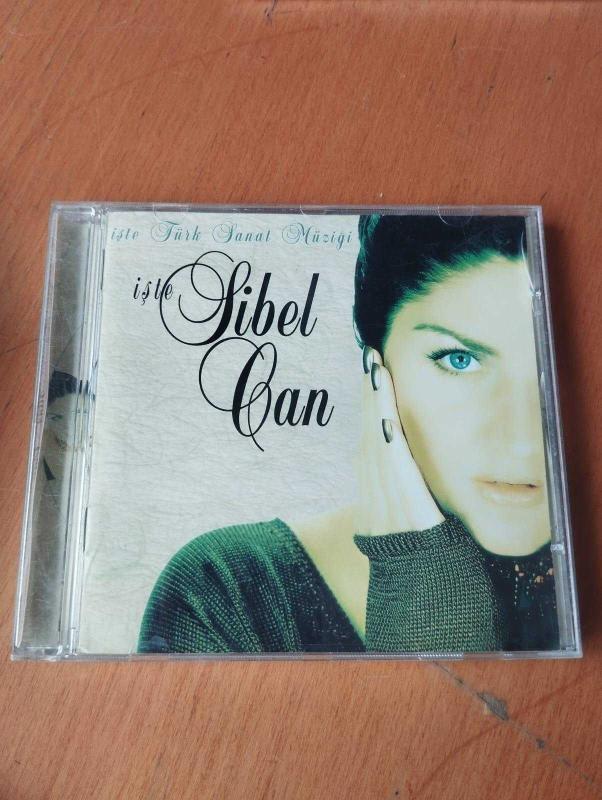 işte Türk Sanat Müziği
işte Sibel
Can